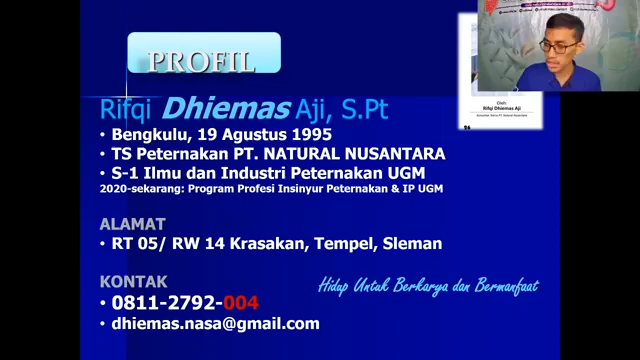 PROFIL
Rifqi Dhiemas Aji, S.Pt
• Bengkulu, 19 Agustus 1995
• TS Peternakan PT. NATURAL NUSANTARA
• S-1 Ilmu dan Industri Peternakan UGM
2020-sekarang: Program Profesi Insinyur Peternakan & IP UGM
ALAMAT
• RT 05/ RW 14 Krasakan, Tempel, Sleman
KONTAK
• 0811-2792-004
• dhiemas.nasa@gmail.com
Hidup Untuk Berkarya dan Bermanfaat
Oleh:
Rifqi Dhiemas Aji